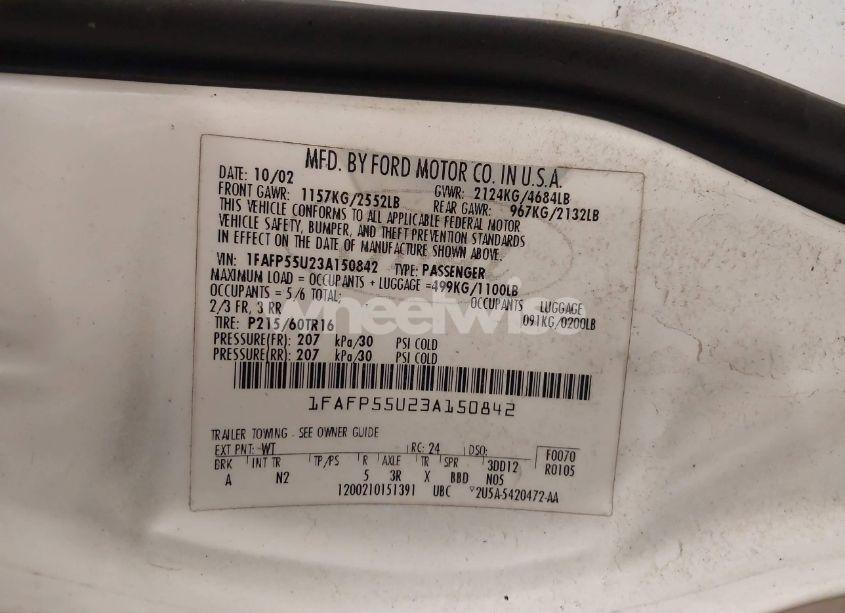 MFD. BY FORD MOTOR CO. IN U.S.A.
DATE: 10/02 GVWR: 2124KG/4684LB
FRONT GAWR: 1157KG/2552LB REAR GAWR: 967KG/2132LB
THIS VEHICLE CONFORMS TO ALL APPLICABLE FEDERAL MOTOR
VEHICLE SAFETY, BUMPER, AND THEFT PREVENTION STANDARDS
IN EFFECT ON THE DATE OF MANUFACTURE SHOWN ABOVE.
VIN: 1FAFP55U23A150842 TYPE: PASSENGER
MAXIMUM LOAD = OCCUPANTS + LUGGAGE =499KG/1100LB
OCCUPANTS = 5/6 TOTAL; OCCUPANTS LUGGAGE
2/3 FR, 3 RR 091KG/0200LB
TIRE: P215/60TR16
PRESSURE(FR): 207 kPa/30 PSI COLD
PRESSURE(RR): 207 kPa/30 PSI COLD
wheelwise
1FAFP55U23A150842
TRAILER TOWING - SEE OWNER GUIDE
EXT PNT: WT RC: 24 DSO: F0070
BRK INT TR TP/PS R AXLE TR SPR 3DD12 R0105
A N2 5 3R X BBD N05
1200210151391 UBC 2U5A-5420472-AA